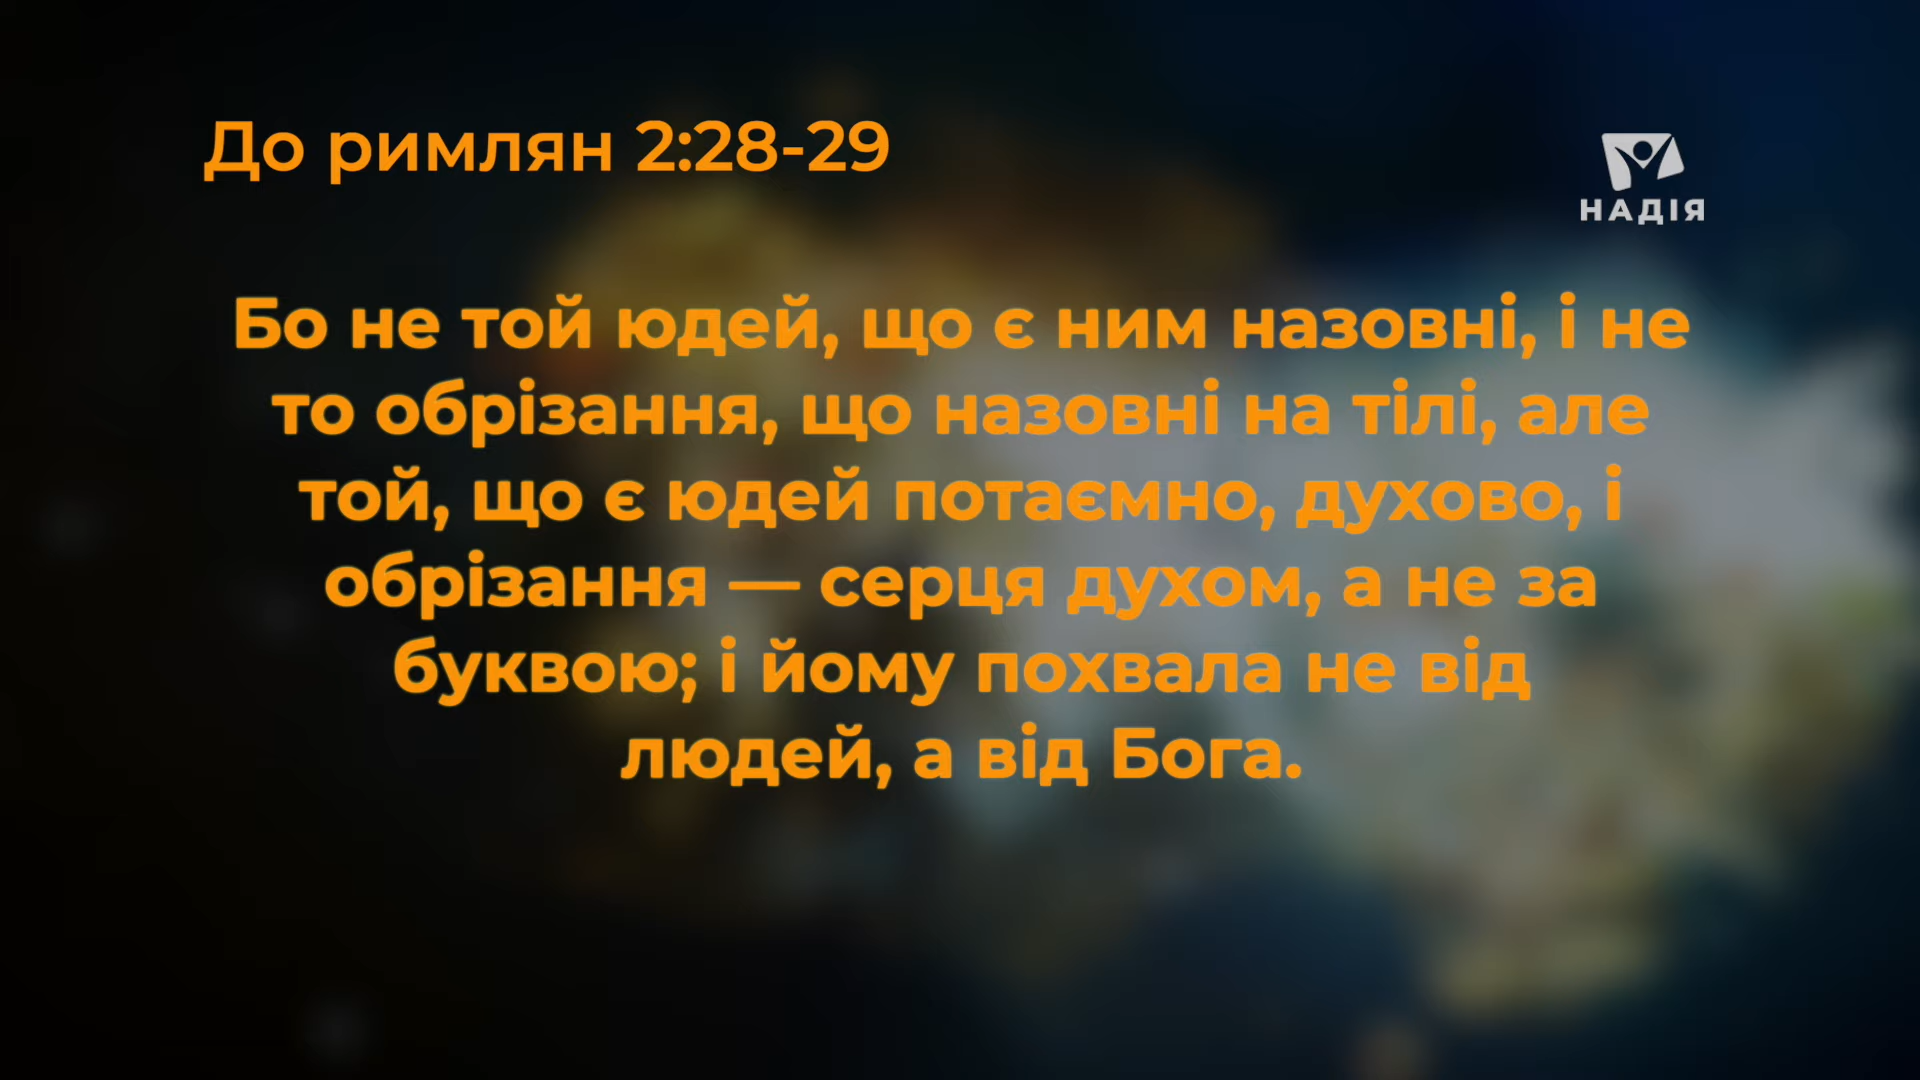 До римлян 2:28-29
НАДІЯ
Бо не той юдей, що є ним назовні, і не
то обрізання, що назовні на тілі, але
той, що є юдей потаємно, духово, і
обрізання — серця духом, а не за
буквою; і йому похвала не від
людей, а від Бога.